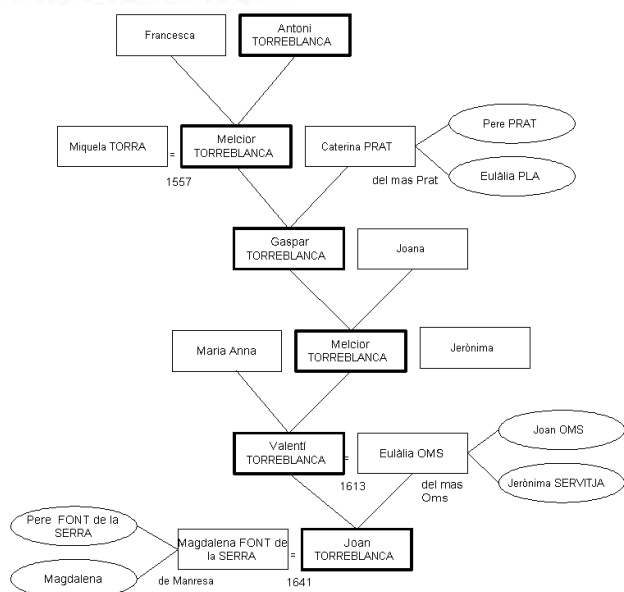 Francesca
Antoni
TORREBLANCA
Miquela TORRA
=
Melcior
TORREBLANCA
1557
Caterina PRAT
del mas Prat
Pere PRAT
Eulàlia PLA
Gaspar
TORREBLANCA
Joana
Maria Anna
Melcior
TORREBLANCA
Jerònima
Valentí
TORREBLANCA
=
1613
Eulàlia OMS
del mas
Oms
Joan OMS
Jerònima SERVITJA
Pere FONT de la
SERRA
Magdalena
Magdalena FONT de
la SERRA
de Manresa
=
1641
Joan
TORREBLANCA